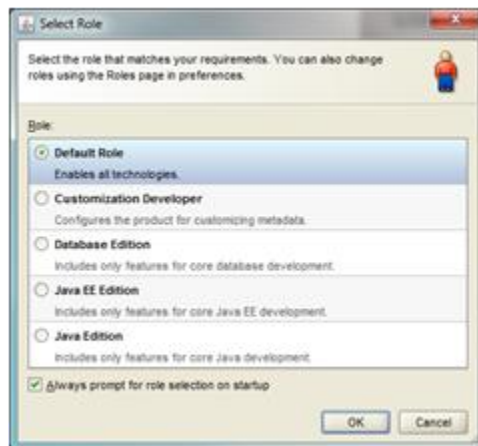 Select Role
Select the role that matches your requirements. You can also change
roles using the Roles page in preferences.
Role:
Default Role
Enables all technologies.
Customization Developer
Configures the product for customizing metadata.
Database Edition
Includes only features for core database development.
Java EE Edition
Includes only features for core Java EE development.
Java Edition
Includes only features for core Java development.
Always prompt for role selection on startup
OK Cancel